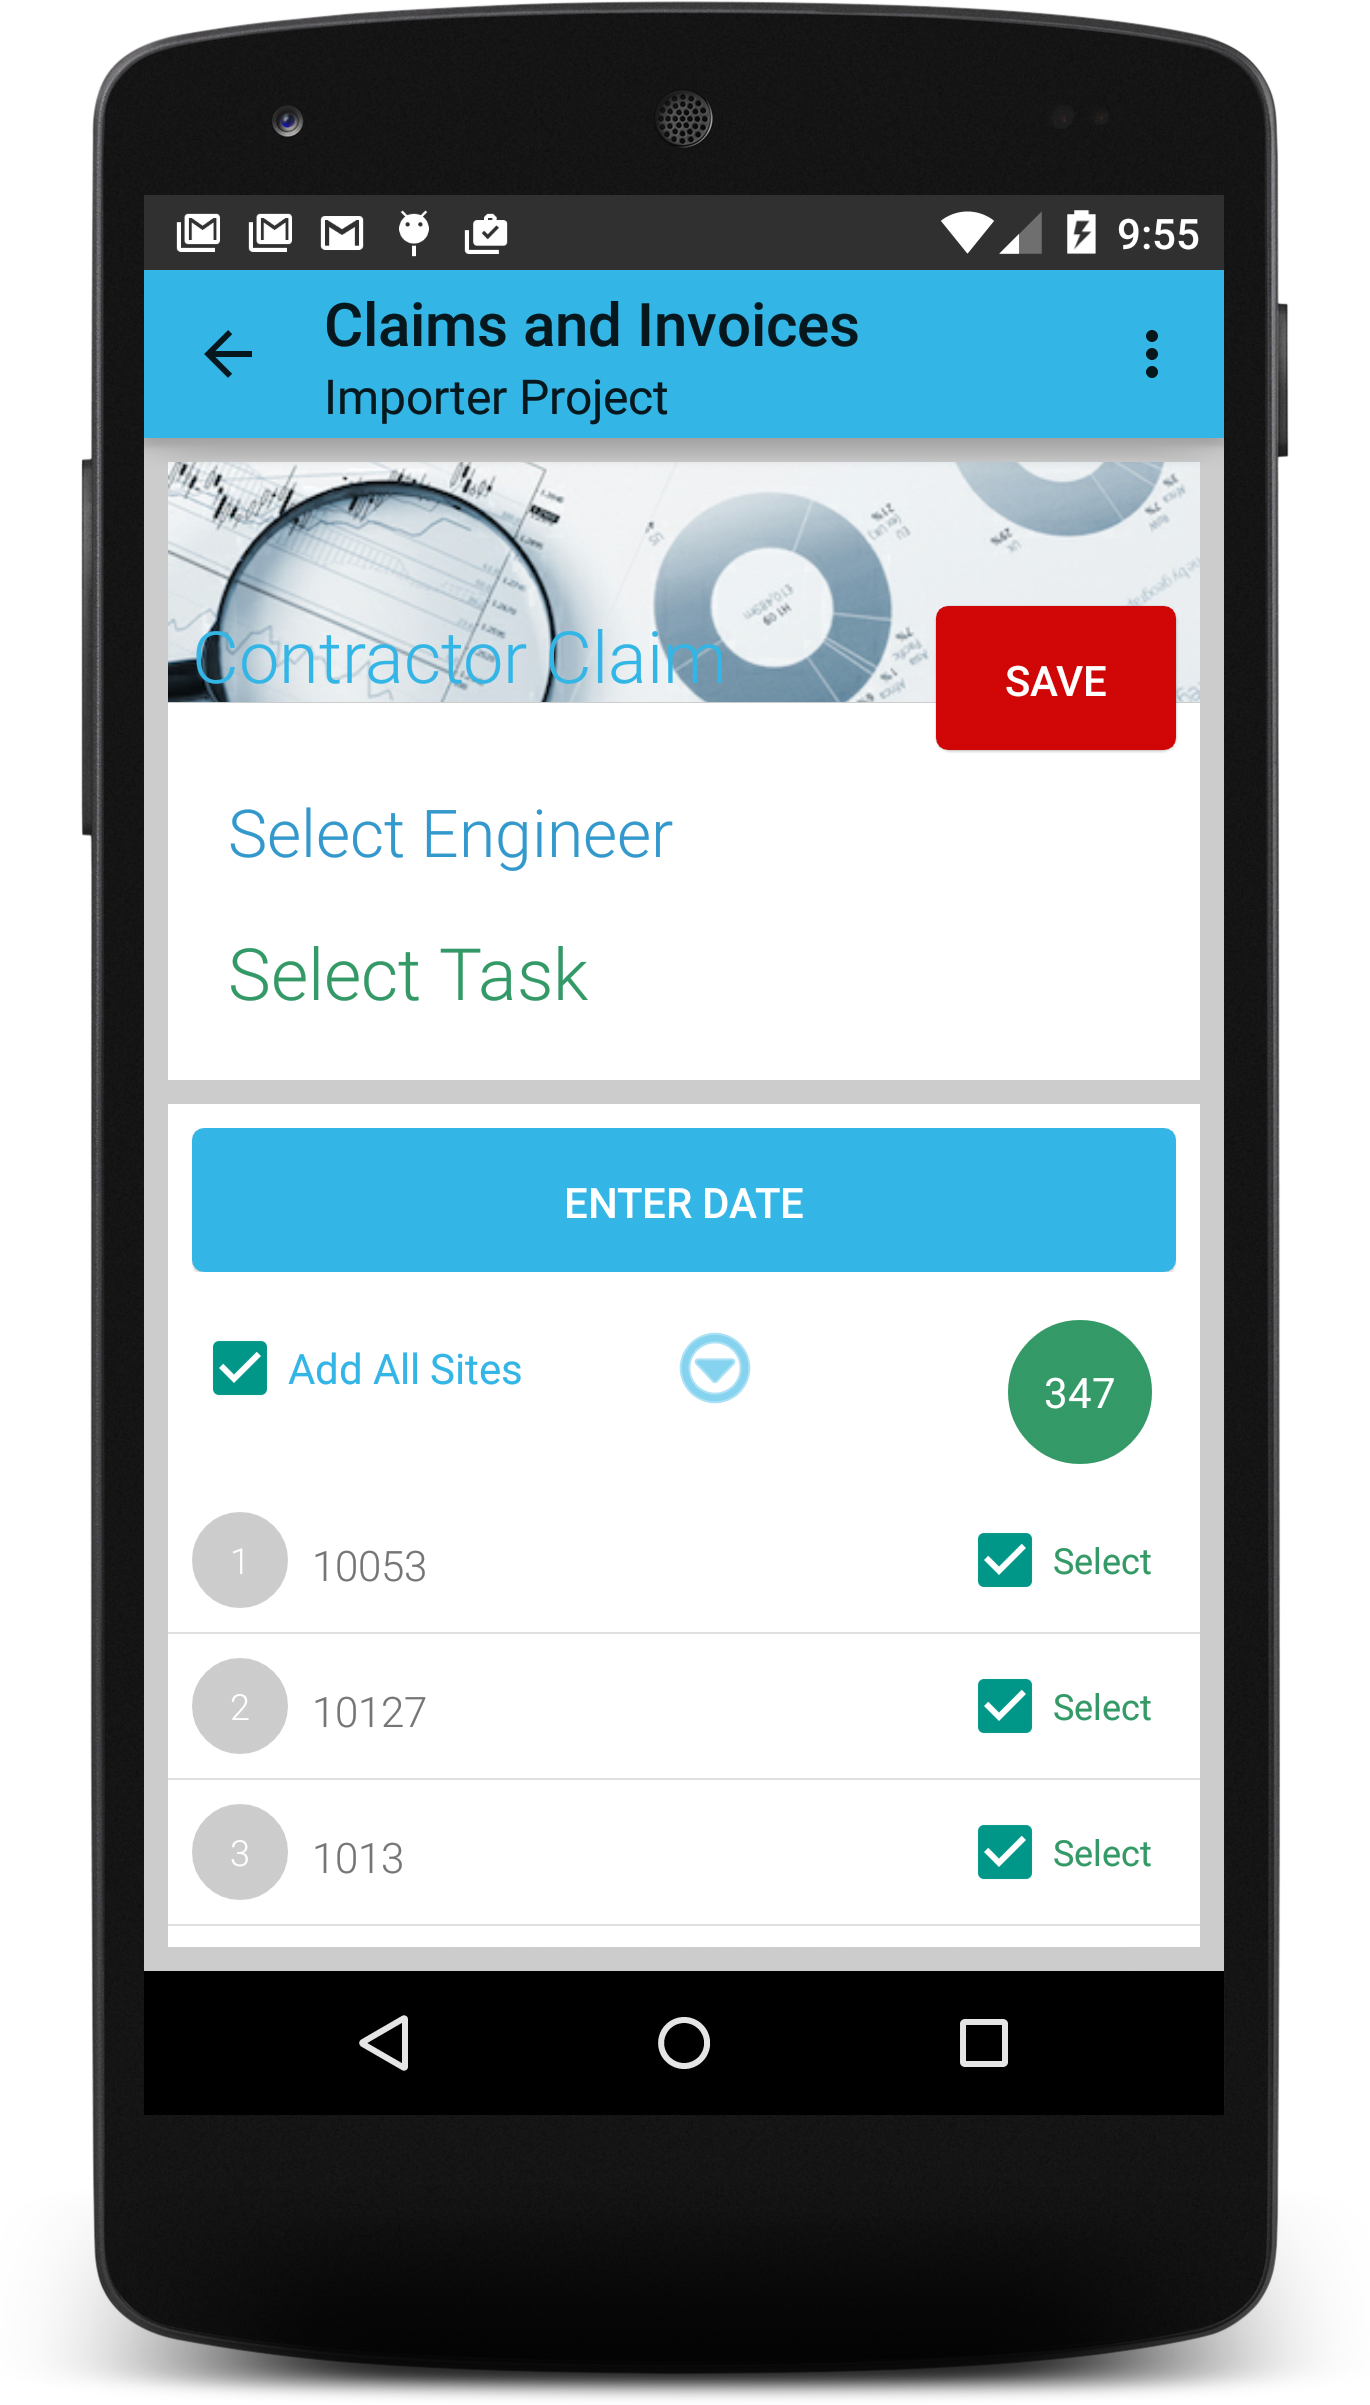 9:55
Claims and Invoices
Importer Project
Contractor Claim
SAVE
Select Engineer
Select Task
ENTER DATE
Add All Sites
347
1 10053 Select
2 10127 Select
3 1013 Select